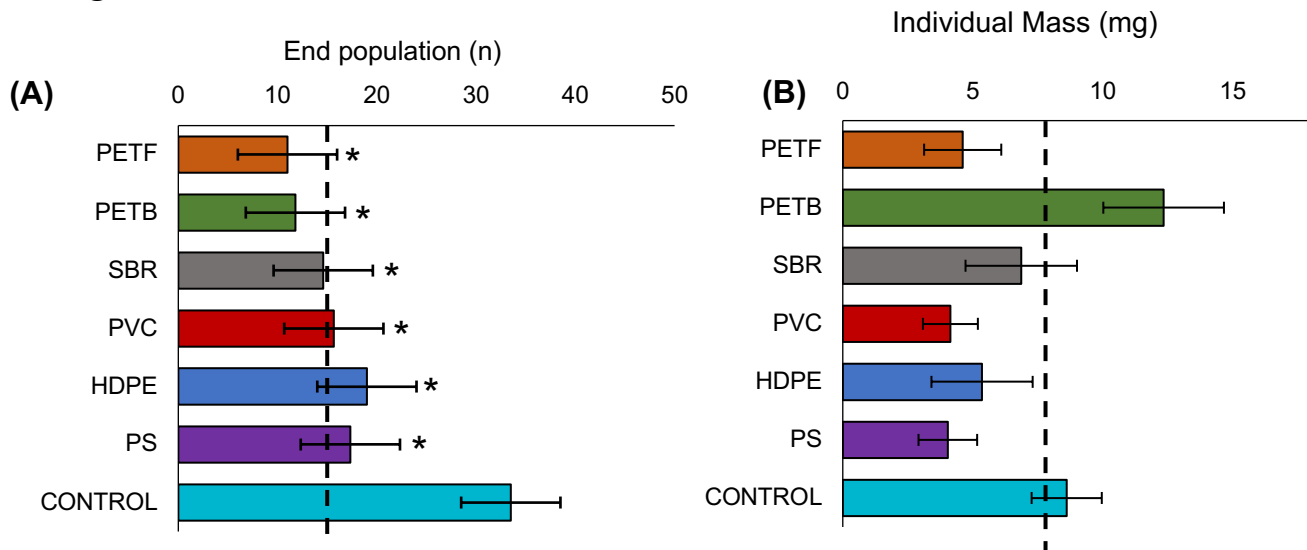 End population (n)
(A)
0 10 20 30 40 50
PETF *
PETB *
SBR *
PVC *
HDPE *
PS *
CONTROL
Individual Mass (mg)
(B)
0 5 10 15
PETF
PETB
SBR
PVC
HDPE
PS
CONTROL